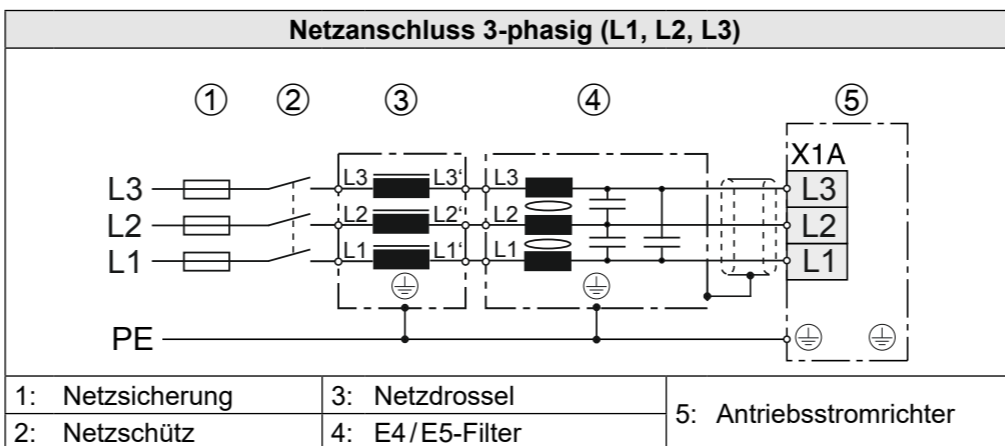 Netzanschluss 3-phasig (L1, L2, L3)
① ② ③ ④ ⑤
X1A
L3 L3 L3‘ L3 L3
L2 L2 L2‘ L2 L2
L1 L1 L1‘ L1 L1
PE
1: Netzsicherung 3: Netzdrossel 5: Antriebsstromrichter
2: Netzschütz 4: E4/E5-Filter